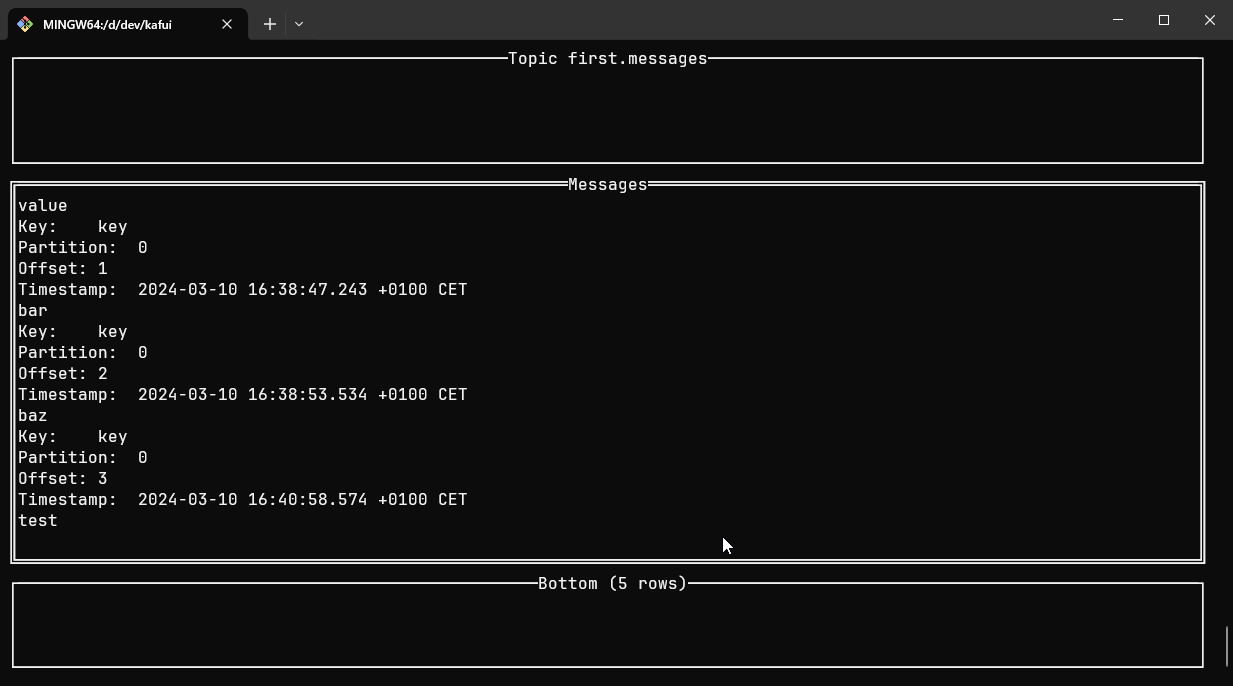 MINGW64:/d/dev/kafui
Topic first.messages
Messages
value
Key:    key
Partition:  0
Offset: 1
Timestamp:  2024-03-10 16:38:47.243 +0100 CET
bar
Key:    key
Partition:  0
Offset: 2
Timestamp:  2024-03-10 16:38:53.534 +0100 CET
baz
Key:    key
Partition:  0
Offset: 3
Timestamp:  2024-03-10 16:40:58.574 +0100 CET
test
Bottom (5 rows)